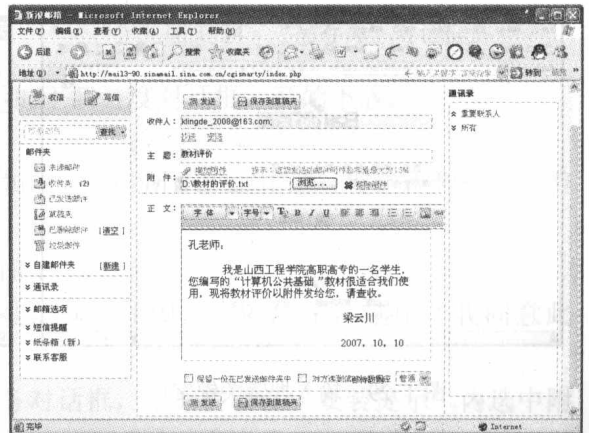 新浪邮箱 - Microsoft Internet Explorer
文件(F) 编辑(E) 查看(V) 收藏(A) 工具(T) 帮助(H)
后退 搜索 收藏夹
地址(D) http://mail3-90.sinamail.sina.com.cn/cgismarty/index.php 转到
收信 写信
查找
邮件夹
未读邮件
收件夹 (2)
已发送邮件
草稿夹
已删除邮件 [清空]
垃圾邮件
自建邮件夹 [新建]
通讯录
邮箱选项
短信提醒
纸条箱(新)
联系客服
发送 保存到草稿夹
收件人: klingde_2008@163.com;
抄送 密送
主 题: 教材评价
添加附件
附 件: D:\教材的评价.txt 浏览... 移除附件
正 文: 字体 字号 B I U
孔老师:
我是山西工程学院高职高专的一名学生,
您编写的“计算机公共基础”教材很适合我们使
用,现将教材评价以附件发给您,请查收。
梁云川
2007, 10, 10
保留一份在已发送邮件夹中 普通
发送 保存到草稿夹
通讯录
重要联系人
所有
完毕 Internet